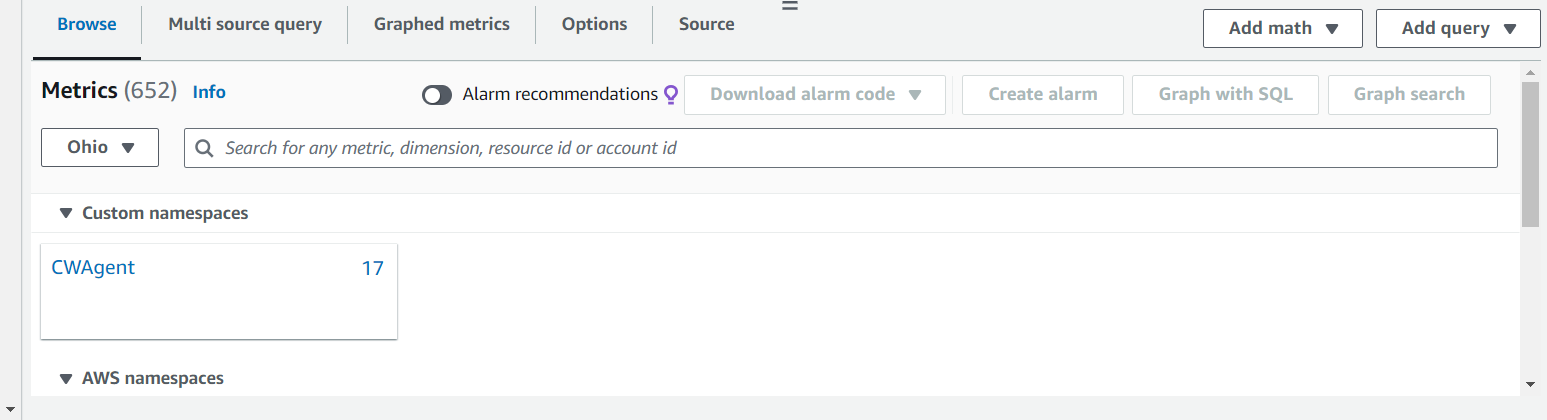 Browse Multi source query Graphed metrics Options Source Add math Add query
Metrics (652) Info Alarm recommendations Download alarm code Create alarm Graph with SQL Graph search
Ohio Search for any metric, dimension, resource id or account id
Custom namespaces
CWAgent 17
AWS namespaces